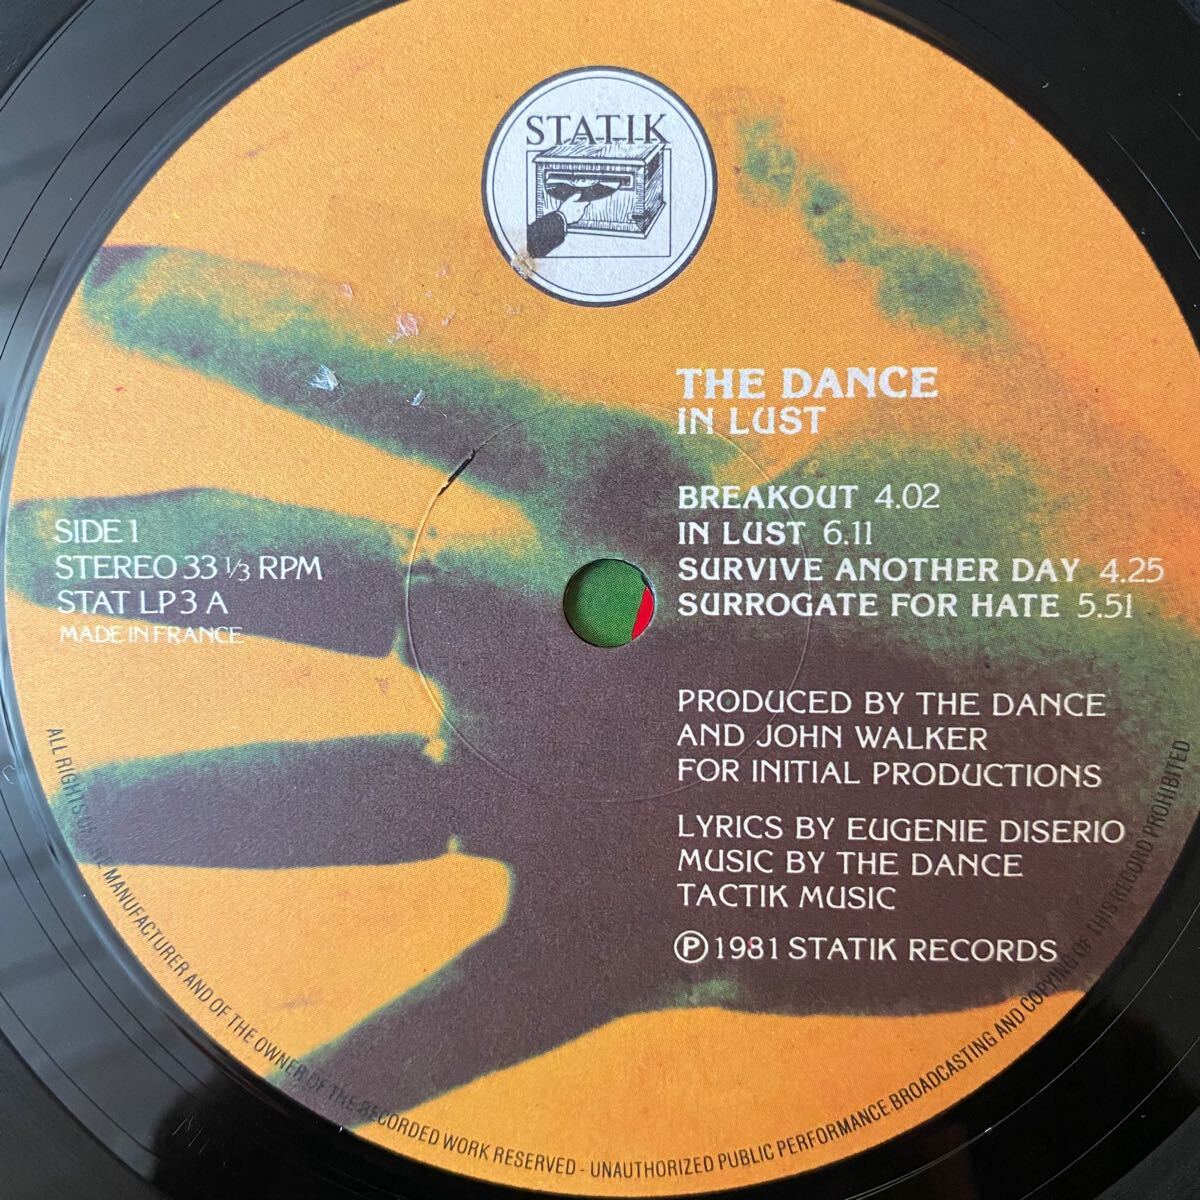 STATIK
THE DANCE
IN LUST
BREAKOUT 4.02
IN LUST 6.11
SURVIVE ANOTHER DAY 4.25
SURROGATE FOR HATE 5.51
SIDE 1
STEREO 33 1/3 RPM
STAT LP 3 A
MADE IN FRANCE
PRODUCED BY THE DANCE
AND JOHN WALKER
FOR INITIAL PRODUCTIONS
LYRICS BY EUGENIE DISERIO
MUSIC BY THE DANCE
TACTIK MUSIC
Ⓟ 1981 STATIK RECORDS
ALL RIGHTS OF THE MANUFACTURER AND OF THE OWNER OF THE RECORDED WORK RESERVED - UNAUTHORIZED PUBLIC PERFORMANCE BROADCASTING AND COPYING OF THIS RECORD PROHIBITED